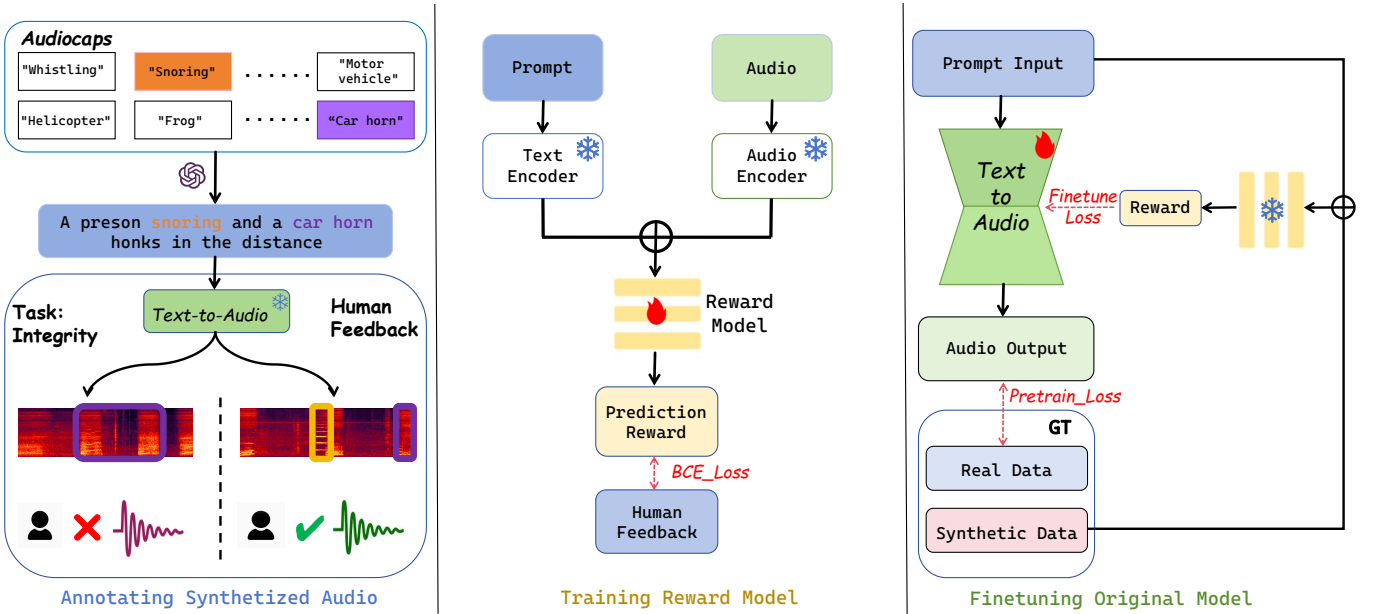 Audiocaps
"Whistling"
"Snoring"
......
"Motor
vehicle"
"Helicopter"
"Frog"
......
"Car horn"
A preson snoring and a car horn
honks in the distance
Task:
Integrity
Text-to-Audio
Human
Feedback
Annotating Synthetized Audio
Prompt
Audio
Text
Encoder
Audio
Encoder
Reward
Model
Prediction
Reward
BCE_Loss
Human
Feedback
Training Reward Model
Prompt Input
Text
to
Audio
Finetune
Loss
Reward
Audio Output
Pretrain_Loss
GT
Real Data
Synthetic Data
Finetuning Original Model